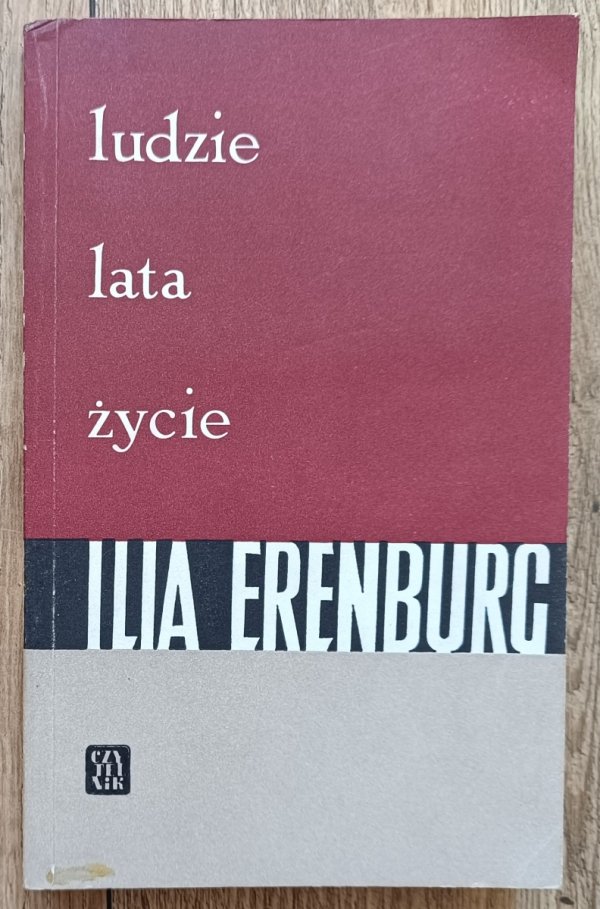 ludzie
lata
życie
ILIA ERENBURG
CZY
TEL
NIK